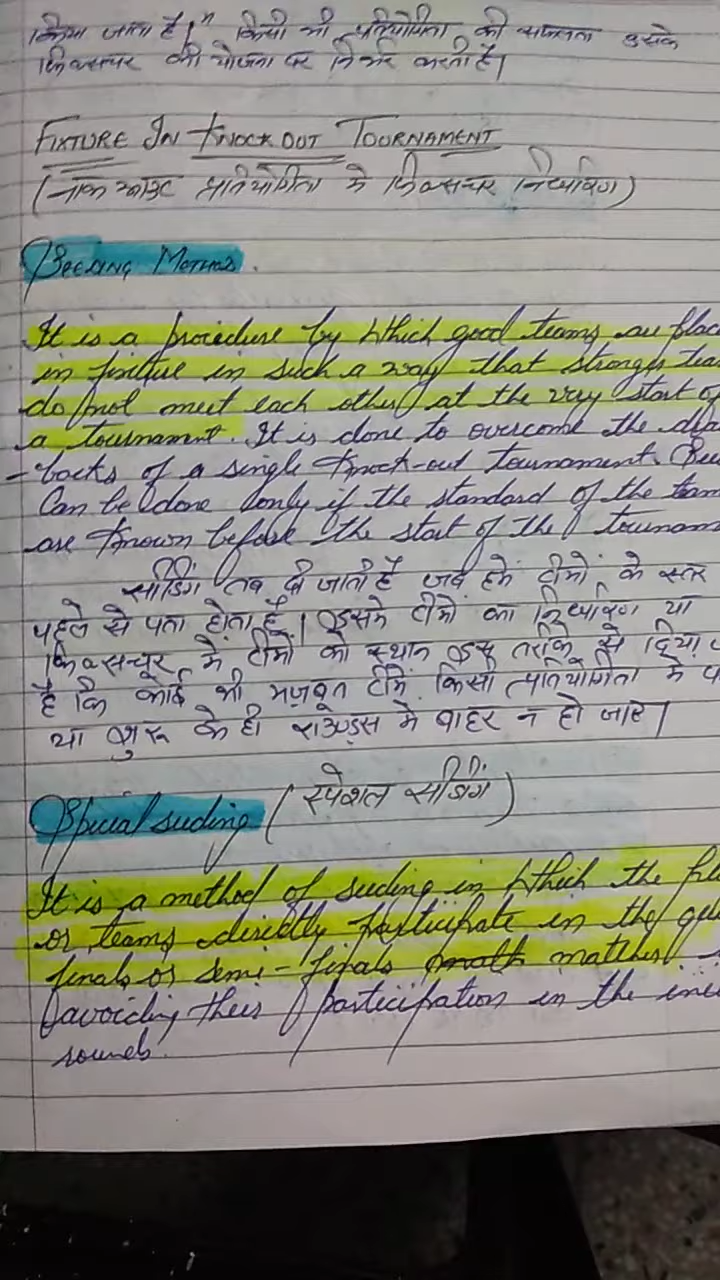 किया जाता है।" किसी भी प्रतियोगिता की सफलता उसके
फिक्सचर की योजना पर निर्भर करती है।
FIXTURE IN KNOCK OUT TOURNAMENT
(नाक आउट प्रतियोगिता मे फिक्सचर निर्धारण)
SEEDING METHOD.
It is a procedure by which good teams are
in fixture in such a way that strongest
do not meet each other at the very start of
a tournament. It is done to overcome the
-backs of a single knock-out tournament.
Can be done only if the standard of the
are known before the start of the
सीडिंग तब दी जाती है जब हमें टीमों के स्तर
पहले से पता होता है। इसमे टीमों का निर्धारण या
फिक्सचर मे टीमों को स्थान इस तरीके से दिया
है कि कोई भी मजबूत टीमें किसी प्रतियोगिता मे
या शुरू के ही राऊण्ड्स मे बाहर न हो जाए।
Special seeding (स्पेशल सीडिंग)
It is a method of seeding in which the
or teams directly participate in the
finals or semi-finals matches
avoiding their participation in the
rounds.